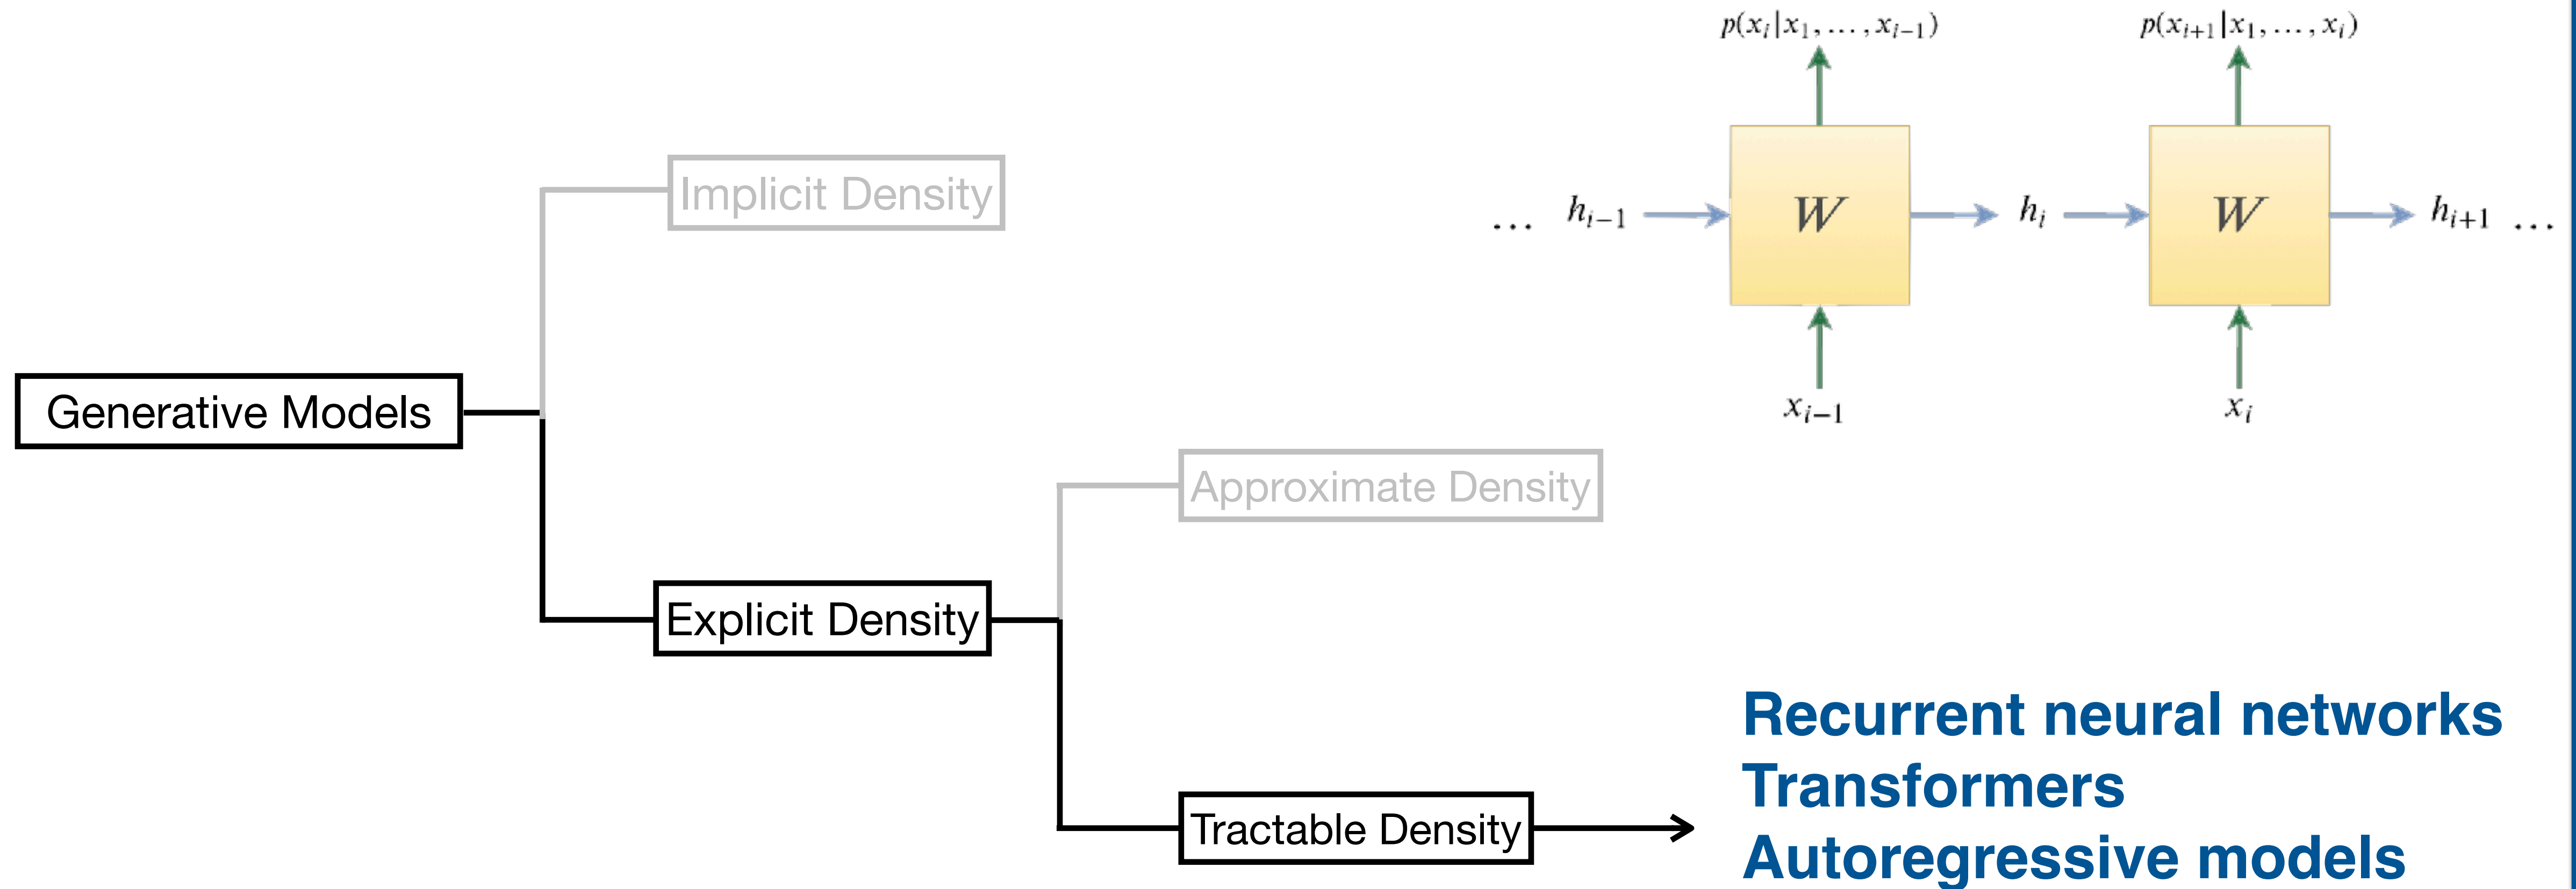 p(x_i|x_1, ..., x_{i-1})
p(x_{i+1}|x_1, ..., x_i)
Implicit Density
... h_{i-1}
W
h_i
W
h_{i+1} ...
Generative Models
x_{i-1}
x_i
Approximate Density
Explicit Density
Recurrent neural networks
Transformers
Tractable Density
Autoregressive models